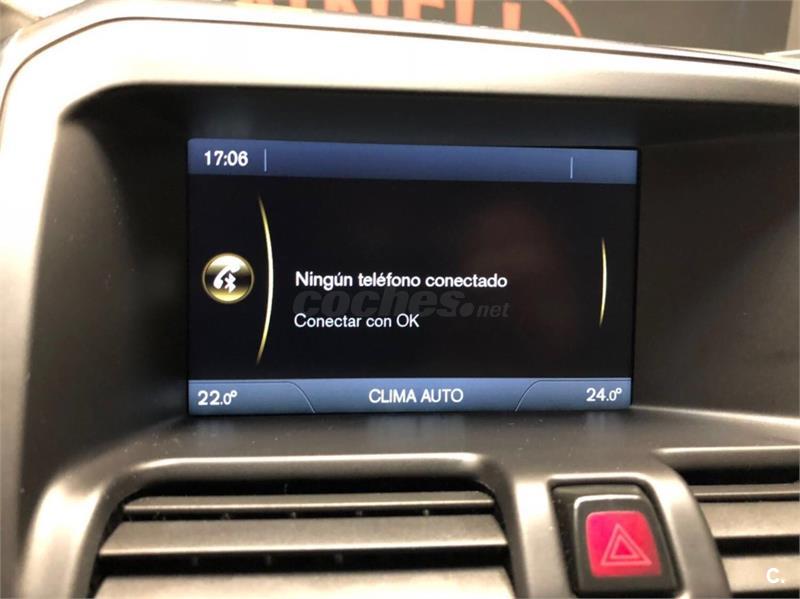 17:06
Ningún teléfono conectado
coches.net
Conectar con OK
22.0°
CLIMA AUTO
24.0°
C.